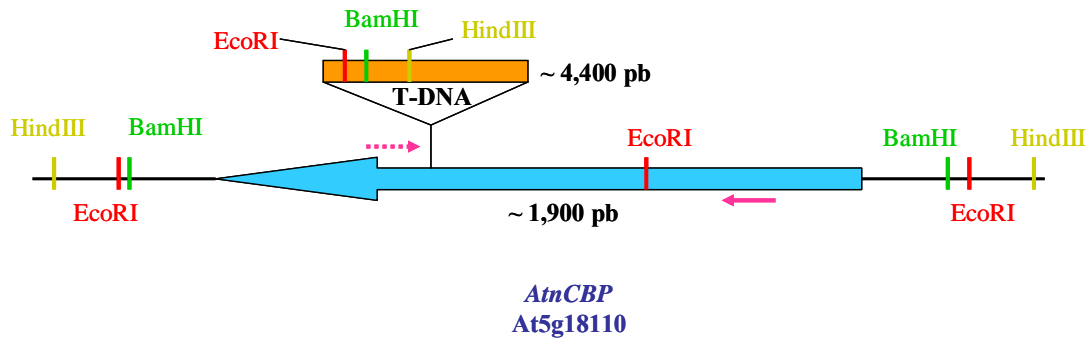 BamHI
EcoRI
HindIII
~ 4,400 pb
T-DNA
HindIII
BamHI
EcoRI
BamHI
HindIII
EcoRI
~ 1,900 pb
EcoRI
AtnCBP
At5g18110